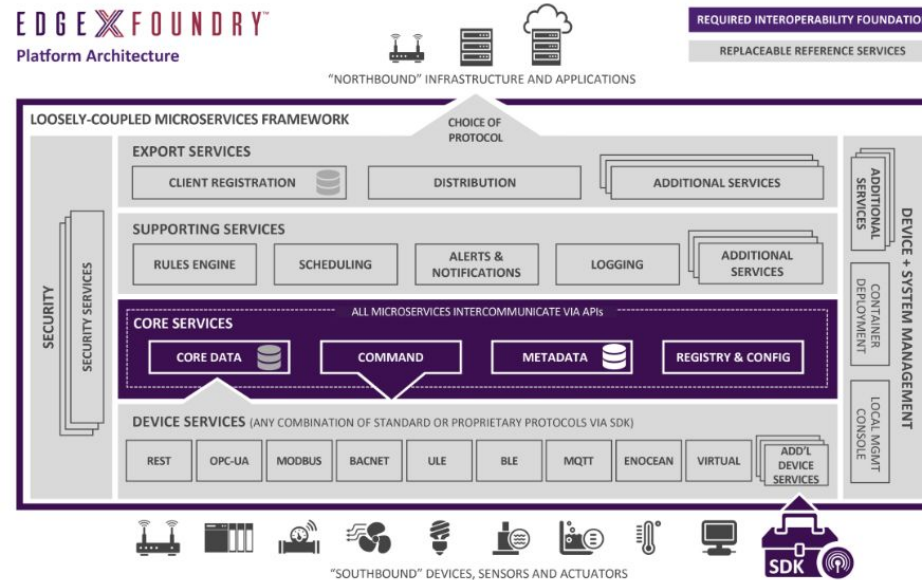 EDGE X FOUNDRY™
Platform Architecture
REQUIRED INTEROPERABILITY FOUNDATIO
REPLACEABLE REFERENCE SERVICES
"NORTHBOUND" INFRASTRUCTURE AND APPLICATIONS
LOOSELY-COUPLED MICROSERVICES FRAMEWORK
CHOICE OF
PROTOCOL
SECURITY
SECURITY SERVICES
EXPORT SERVICES
CLIENT REGISTRATION
DISTRIBUTION
ADDITIONAL SERVICES
SUPPORTING SERVICES
RULES ENGINE
SCHEDULING
ALERTS &
NOTIFICATIONS
LOGGING
ADDITIONAL
SERVICES
ALL MICROSERVICES INTERCOMMUNICATE VIA APIs
CORE SERVICES
CORE DATA
COMMAND
METADATA
REGISTRY & CONFIG
DEVICE SERVICES (ANY COMBINATION OF STANDARD OR PROPRIETARY PROTOCOLS VIA SDK)
REST
OPC-UA
MODBUS
BACNET
ULE
BLE
MQTT
ENOCEAN
VIRTUAL
ADD'L
DEVICE
SERVICES
ADDITIONAL
SERVICES
CONTAINER
DEPLOYMENT
LOCAL MGMT
CONSOLE
DEVICE + SYSTEM MANAGEMENT
"SOUTHBOUND" DEVICES, SENSORS AND ACTUATORS
SDK